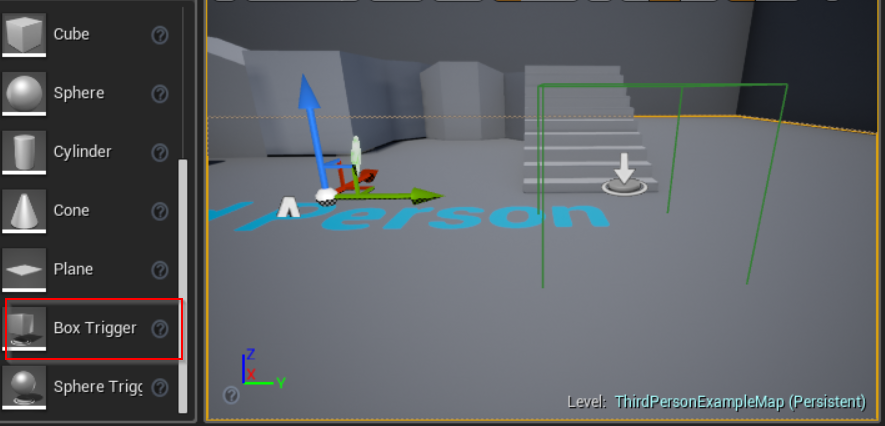 Cube
Sphere
Cylinder
Cone
Plane
Box Trigger
Sphere Trigg
Person
Z
X
Y
Level: ThirdPersonExampleMap (Persistent)